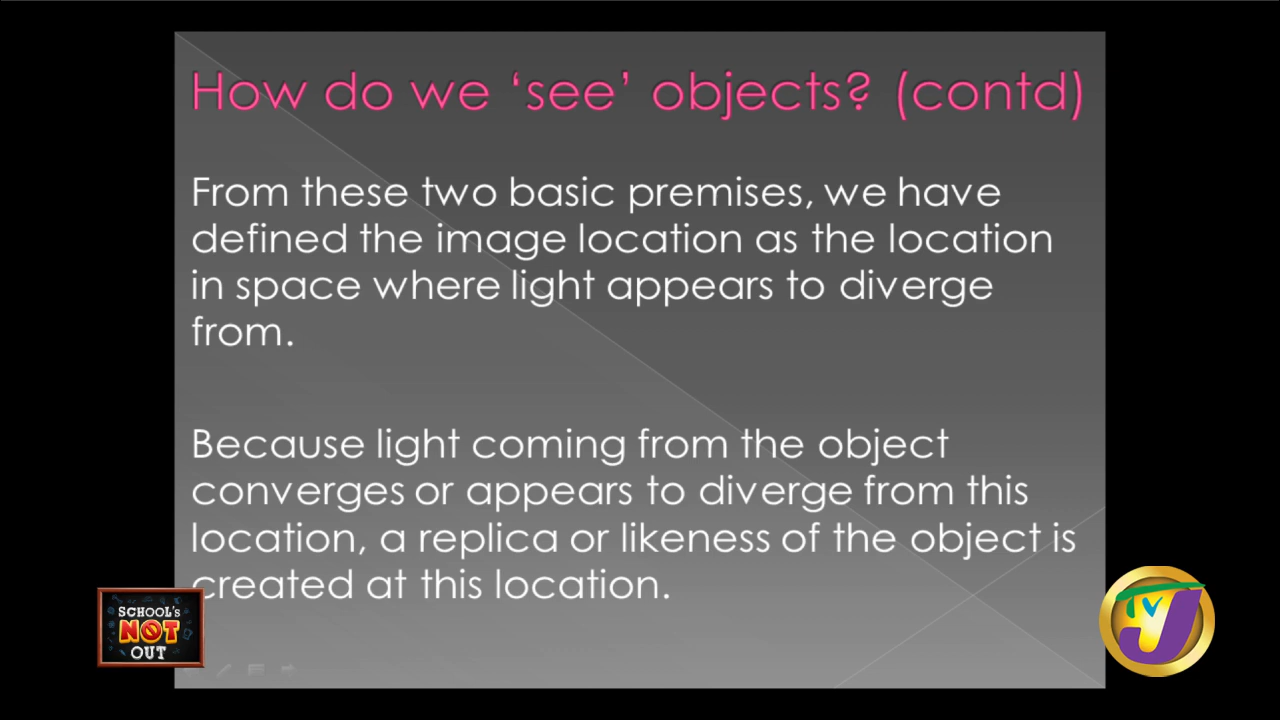 How do we ‘see’ objects? (contd)
From these two basic premises, we have
defined the image location as the location
in space where light appears to diverge
from.
Because light coming from the object
converges or appears to diverge from this
location, a replica or likeness of the object is
created at this location.
SCHOOL'S
NOT
OUT
TVJ